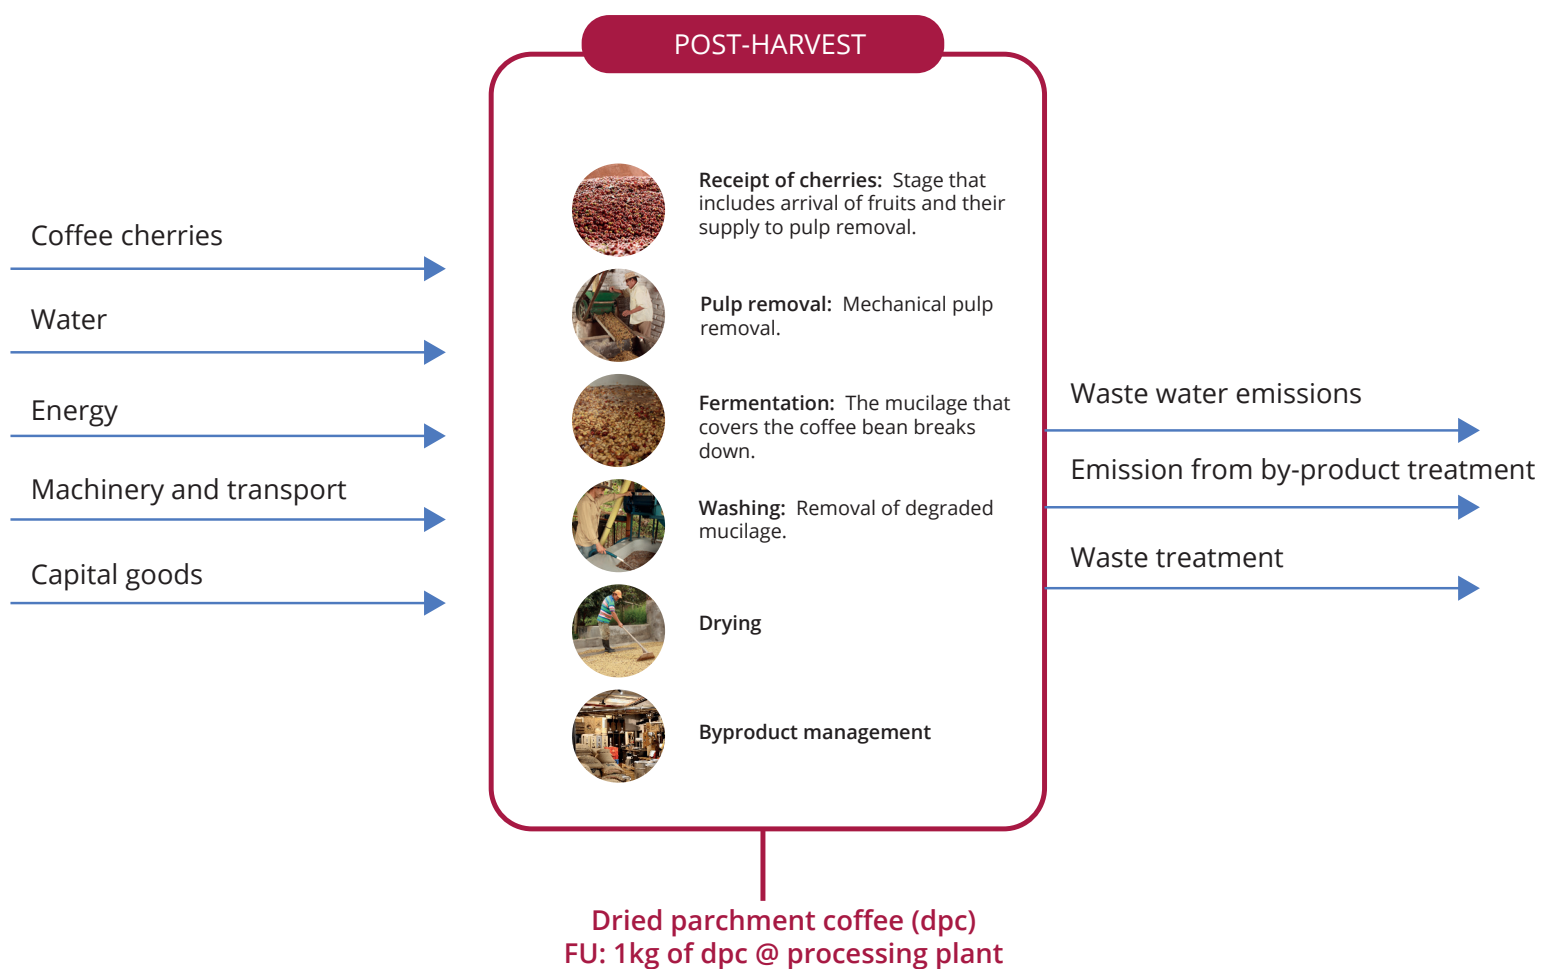 POST-HARVEST
Coffee cherries
Water
Energy
Machinery and transport
Capital goods
Receipt of cherries: Stage that
includes arrival of fruits and their
supply to pulp removal.
Pulp removal: Mechanical pulp
removal.
Fermentation: The mucilage that
covers the coffee bean breaks
down.
Washing: Removal of degraded
mucilage.
Drying
Byproduct management
Waste water emissions
Emission from by-product treatment
Waste treatment
Dried parchment coffee (dpc)
FU: 1kg of dpc @ processing plant